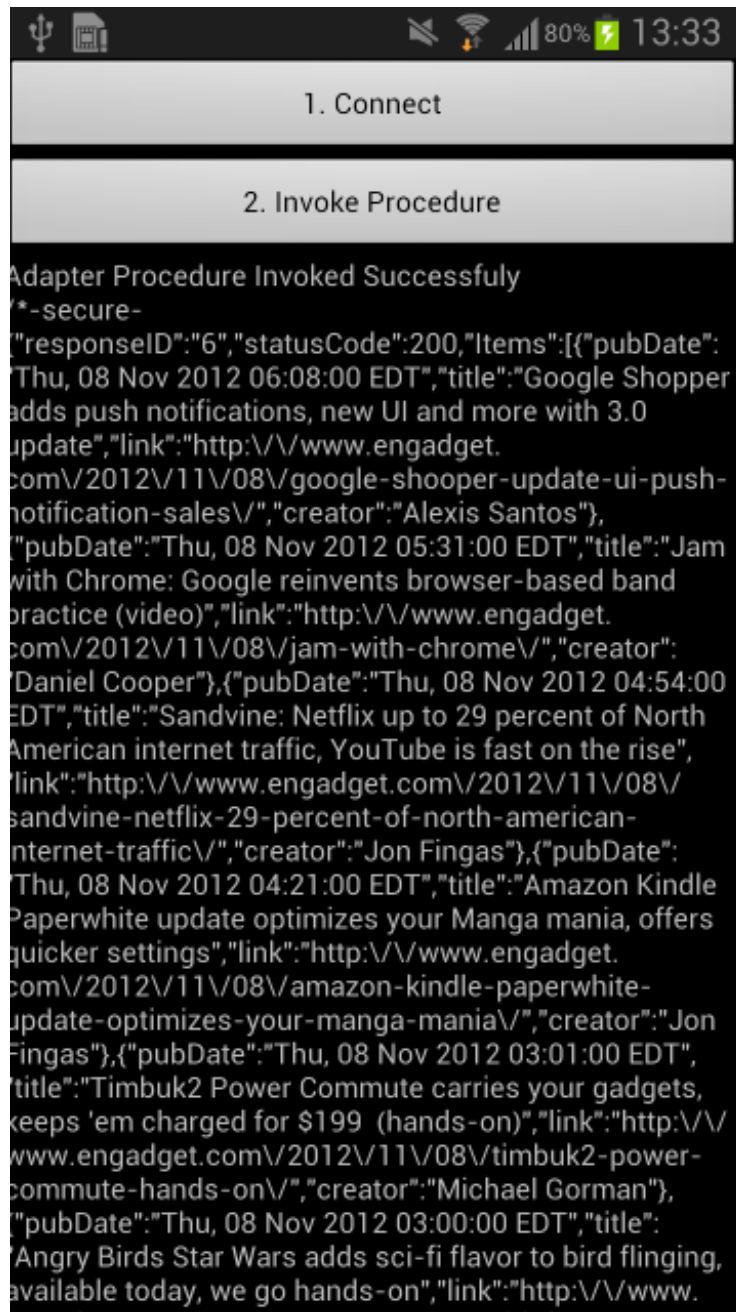 80% 13:33
1. Connect
2. Invoke Procedure
Adapter Procedure Invoked Successfuly
/*-secure-
{"responseID":"6","statusCode":200,"Items":[{"pubDate":
"Thu, 08 Nov 2012 06:08:00 EDT","title":"Google Shopper
adds push notifications, new UI and more with 3.0
update","link":"http:\/\/www.engadget.
com\/2012\/11\/08\/google-shooper-update-ui-push-
notification-sales\/","creator":"Alexis Santos"},
{"pubDate":"Thu, 08 Nov 2012 05:31:00 EDT","title":"Jam
with Chrome: Google reinvents browser-based band
practice (video)","link":"http:\/\/www.engadget.
com\/2012\/11\/08\/jam-with-chrome\/","creator":
"Daniel Cooper"},{"pubDate":"Thu, 08 Nov 2012 04:54:00
EDT","title":"Sandvine: Netflix up to 29 percent of North
American internet traffic, YouTube is fast on the rise",
"link":"http:\/\/www.engadget.com\/2012\/11\/08\/
sandvine-netflix-29-percent-of-north-american-
internet-traffic\/","creator":"Jon Fingas"},{"pubDate":
"Thu, 08 Nov 2012 04:21:00 EDT","title":"Amazon Kindle
Paperwhite update optimizes your Manga mania, offers
quicker settings","link":"http:\/\/www.engadget.
com\/2012\/11\/08\/amazon-kindle-paperwhite-
update-optimizes-your-manga-mania\/","creator":"Jon
Fingas"},{"pubDate":"Thu, 08 Nov 2012 03:01:00 EDT",
"title":"Timbuk2 Power Commute carries your gadgets,
keeps 'em charged for $199  (hands-on)","link":"http:\/\/
www.engadget.com\/2012\/11\/08\/timbuk2-power-
commute-hands-on\/","creator":"Michael Gorman"},
{"pubDate":"Thu, 08 Nov 2012 03:00:00 EDT","title":
"Angry Birds Star Wars adds sci-fi flavor to bird flinging,
available today, we go hands-on","link":"http:\/\/www.